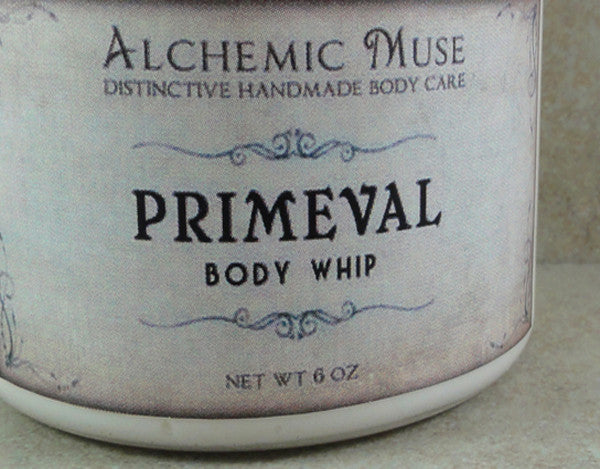 ALCHEMIC MUSE
DISTINCTIVE HANDMADE BODY CARE
PRIMEVAL
BODY WHIP
NET WT 6 OZ